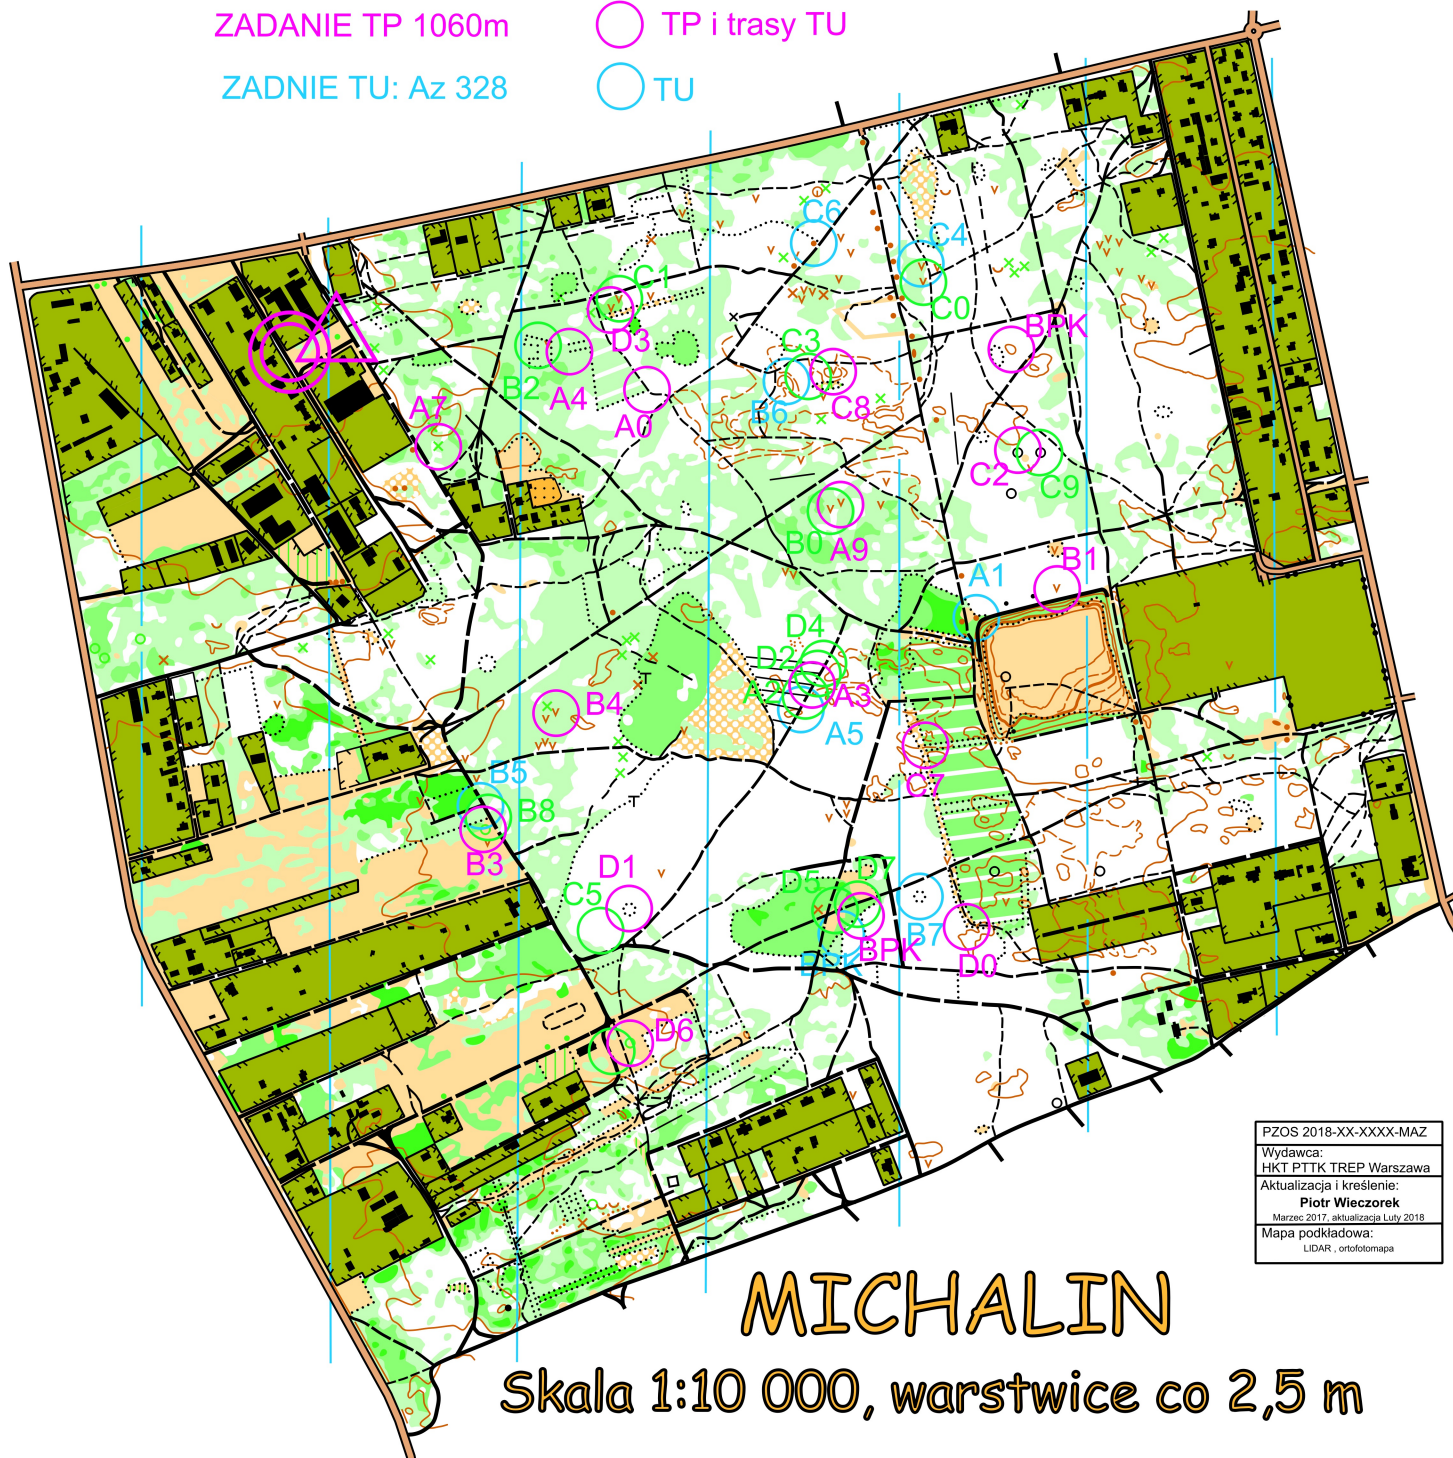 ZADANIE TP 1060m
TP i trasy TU
ZADNIE TU: Az 328
TU
C6
C4
C1
C0
D3
BPK
C3
B2
A4
B6
C8
A7
A0
C2
C9
B0
A9
B1
A1
D4
D2
A2
A3
B4
A5
B5
C7
B8
B3
D1
D5
D7
C5
B7
BPK
BPK
D0
D6
PZOS 2018-XX-XXXX-MAZ
Wydawca:
HKT PTTK TREP Warszawa
Aktualizacja i kreślenie:
Piotr Wieczorek
Marzec 2017, aktualizacja Luty 2018
Mapa podkładowa:
LIDAR , ortofotomapa
MICHALIN
Skala 1:10 000, warstwice co 2,5 m